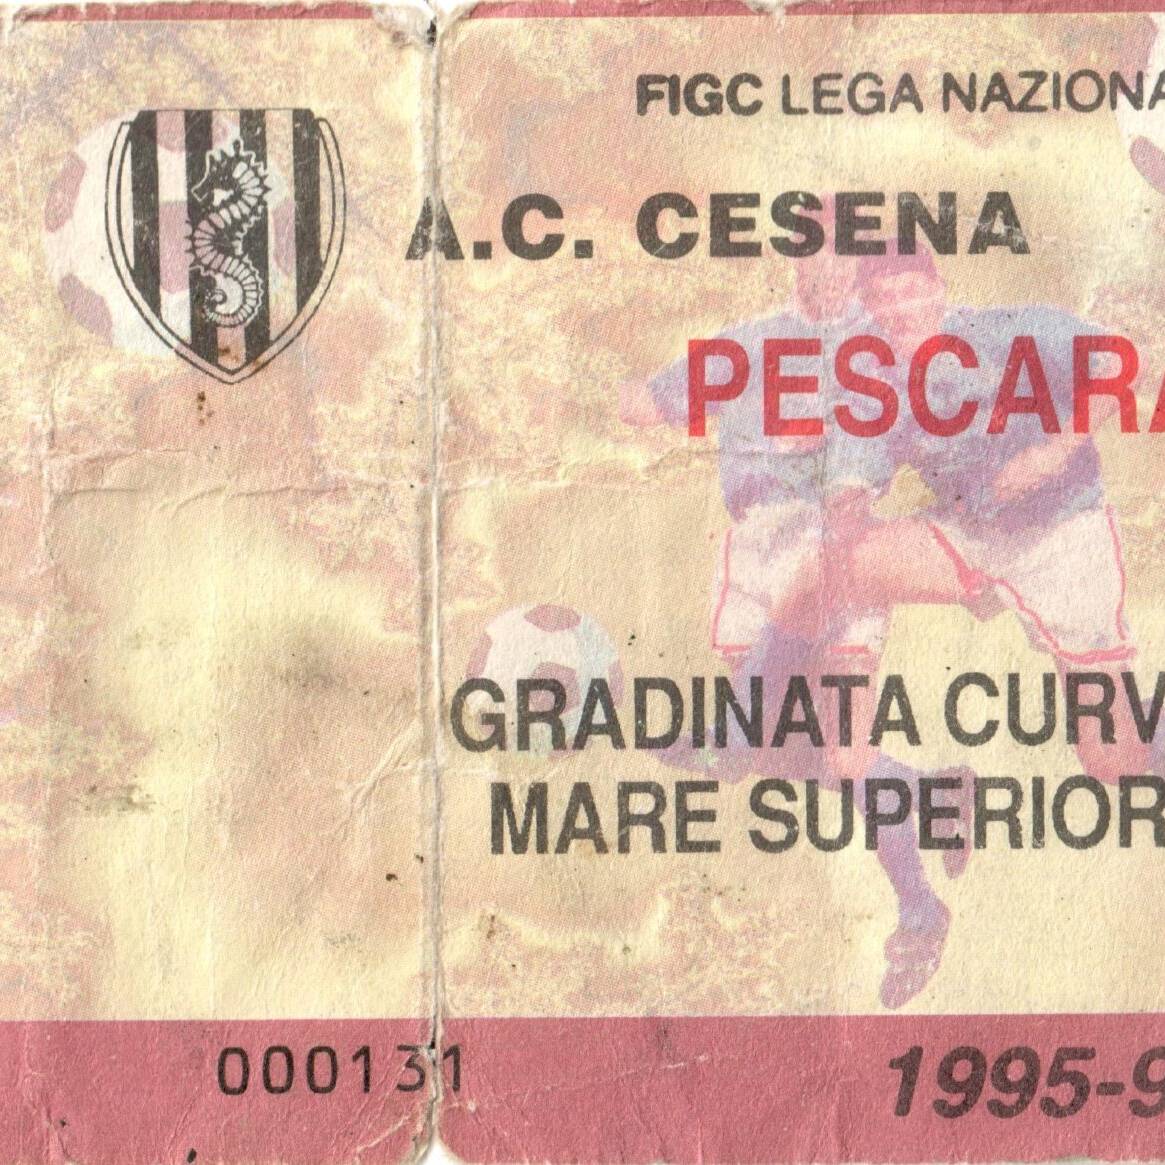 FIGC LEGA NAZIONA
A.C. CESENA
PESCARA
GRADINATA CURV
MARE SUPERIOR
000131
1995-9